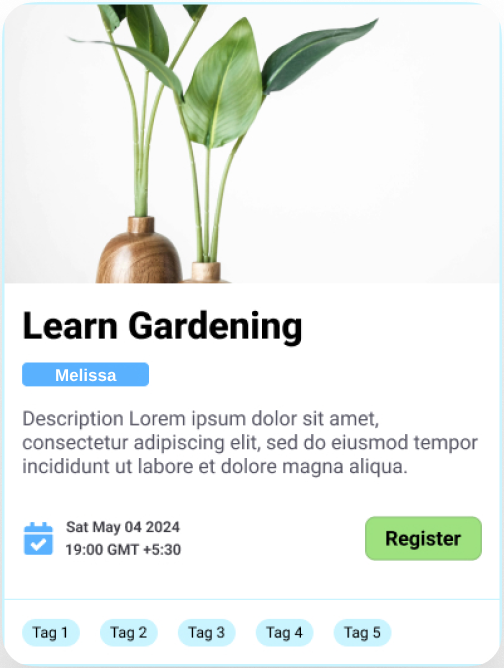 Learn Gardening
Melissa
Description Lorem ipsum dolor sit amet,
consectetur adipiscing elit, sed do eiusmod tempor
incididunt ut labore et dolore magna aliqua.
Sat May 04 2024
19:00 GMT +5:30
Register
Tag 1 Tag 2 Tag 3 Tag 4 Tag 5